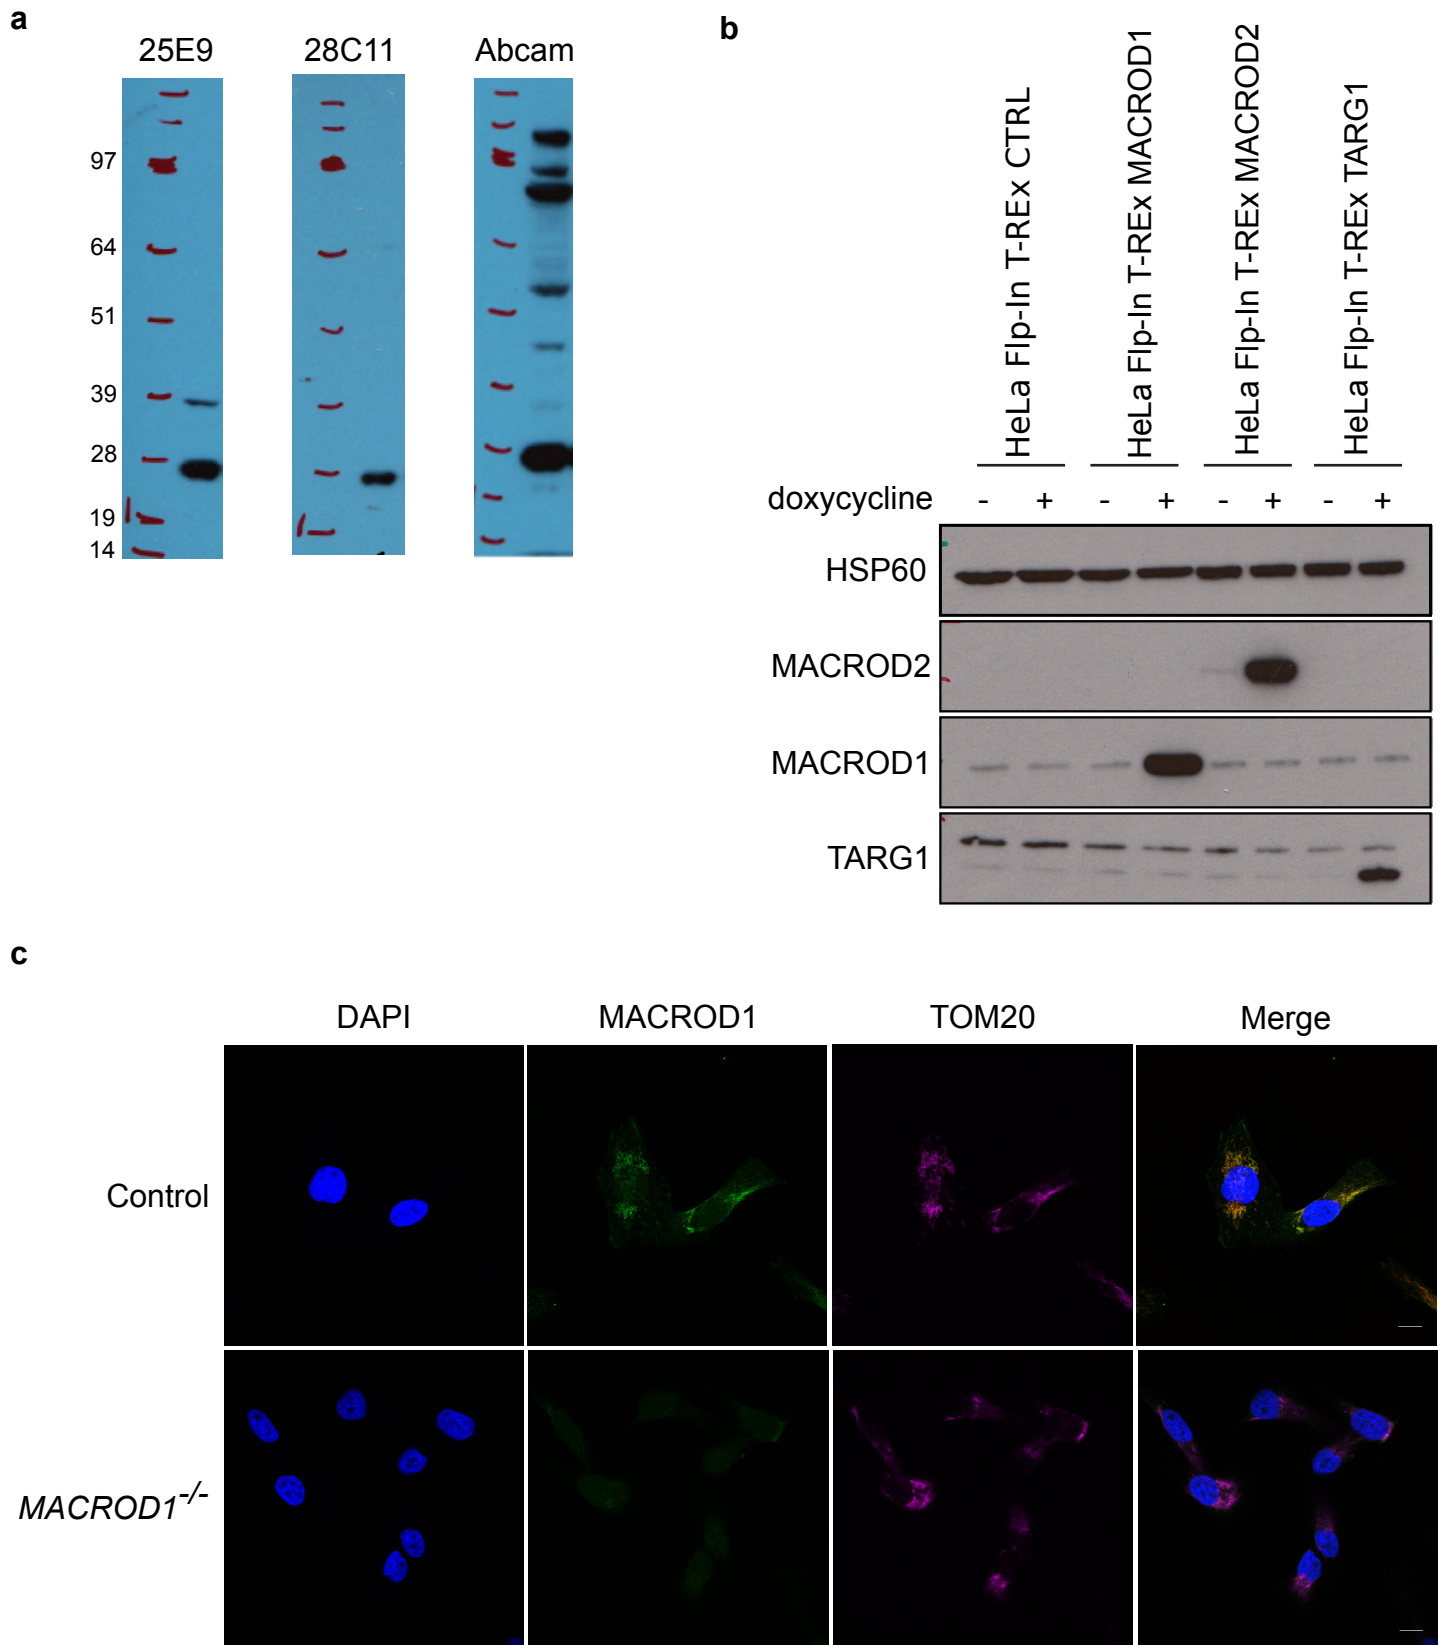 a
25E9 28C11 Abcam
97
64
51
39
28
19
14
b
HeLa Flp-In T-REx CTRL
HeLa Flp-In T-REx MACROD1
HeLa Flp-In T-REx MACROD2
HeLa Flp-In T-REx TARG1
doxycycline - + - + - + - +
HSP60
MACROD2
MACROD1
TARG1
c
DAPI MACROD1 TOM20 Merge
Control
MACROD1-/-